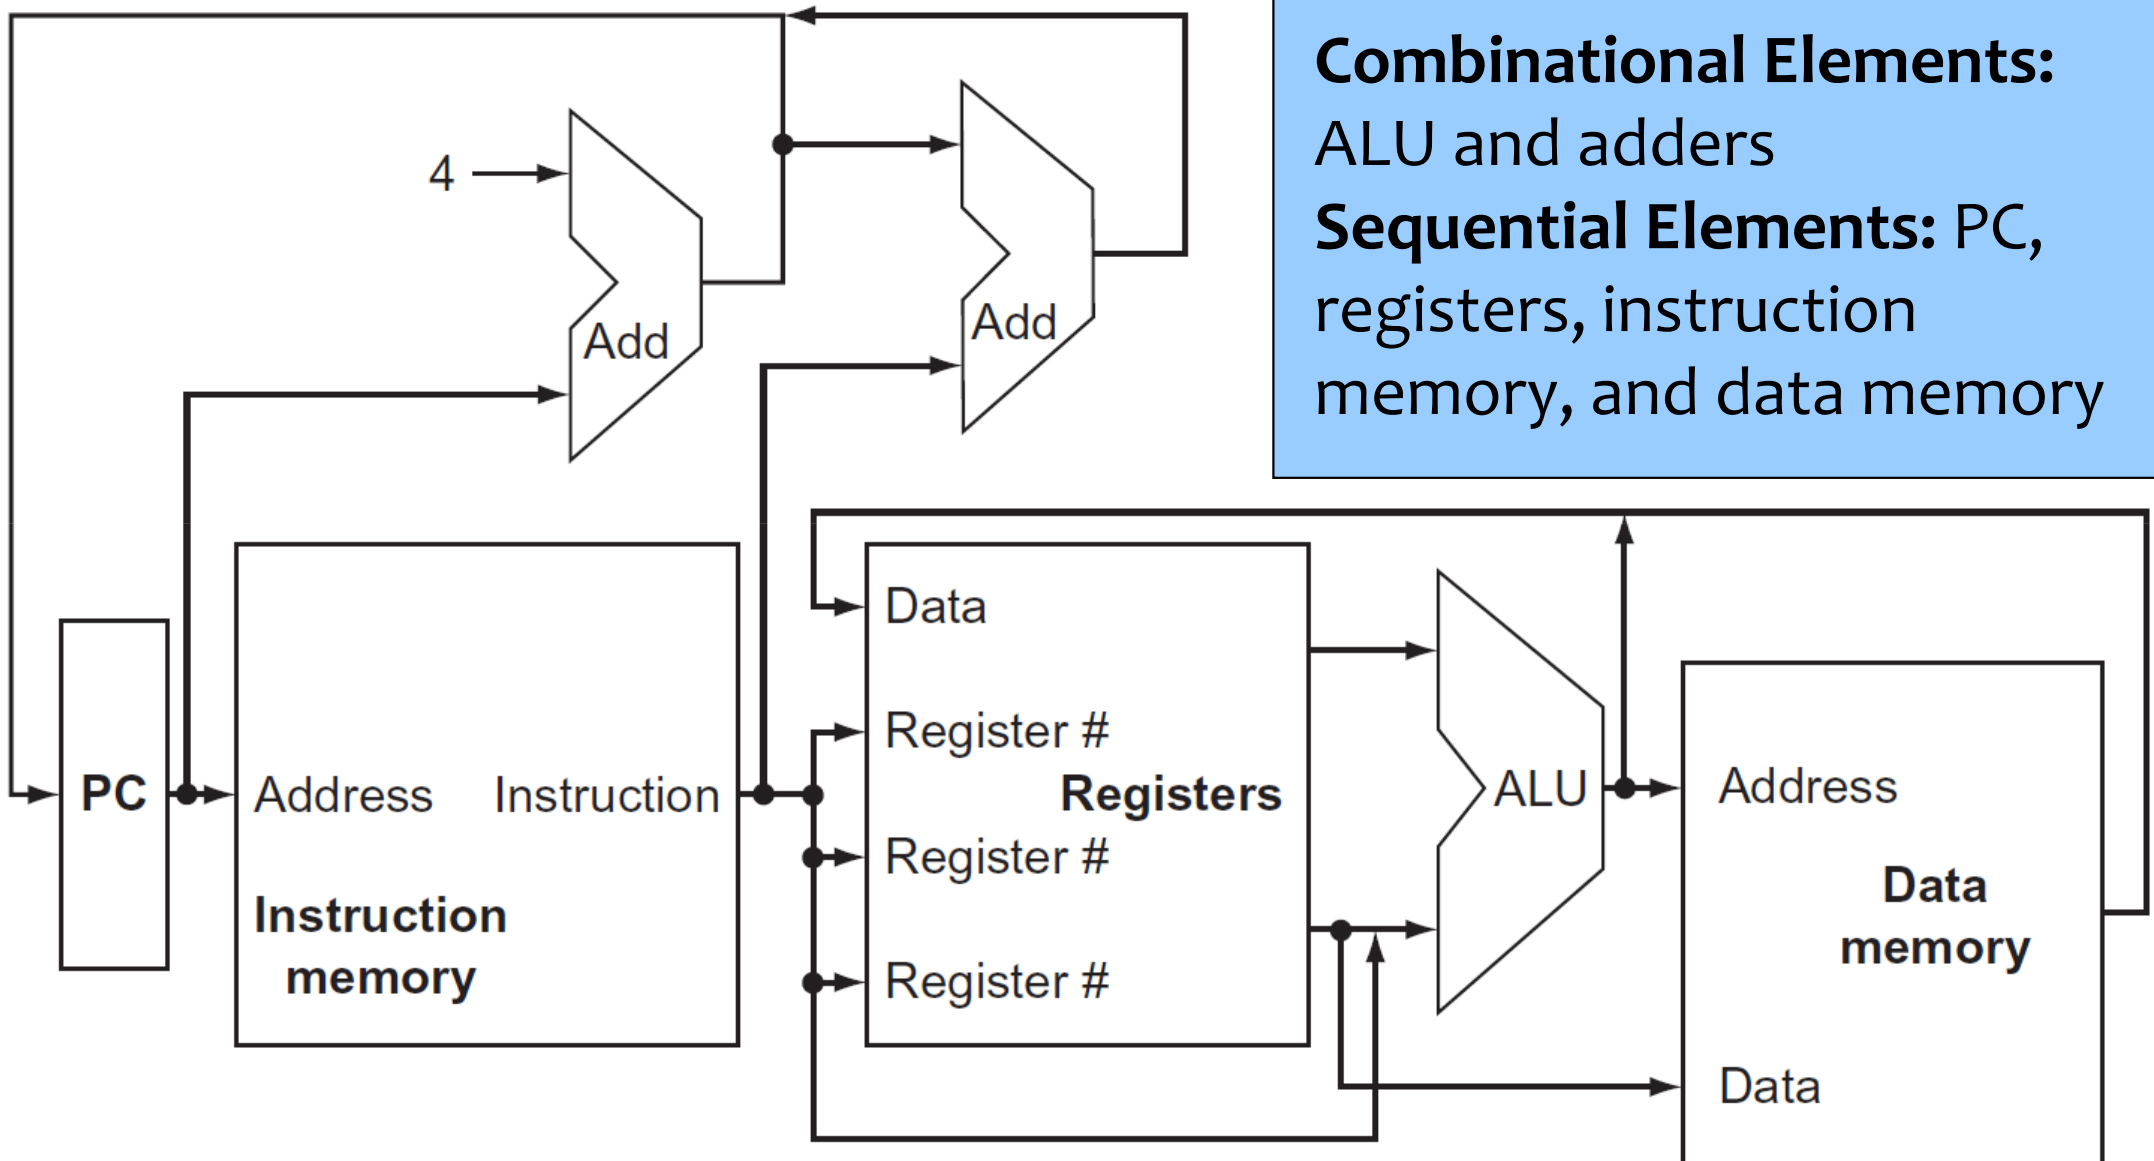 Combinational Elements:
ALU and adders
Sequential Elements: PC,
registers, instruction
memory, and data memory
4
Add
Add
PC
Address
Instruction
Instruction
memory
Data
Register #
Register #
Register #
Registers
ALU
Address
Data
memory
Data